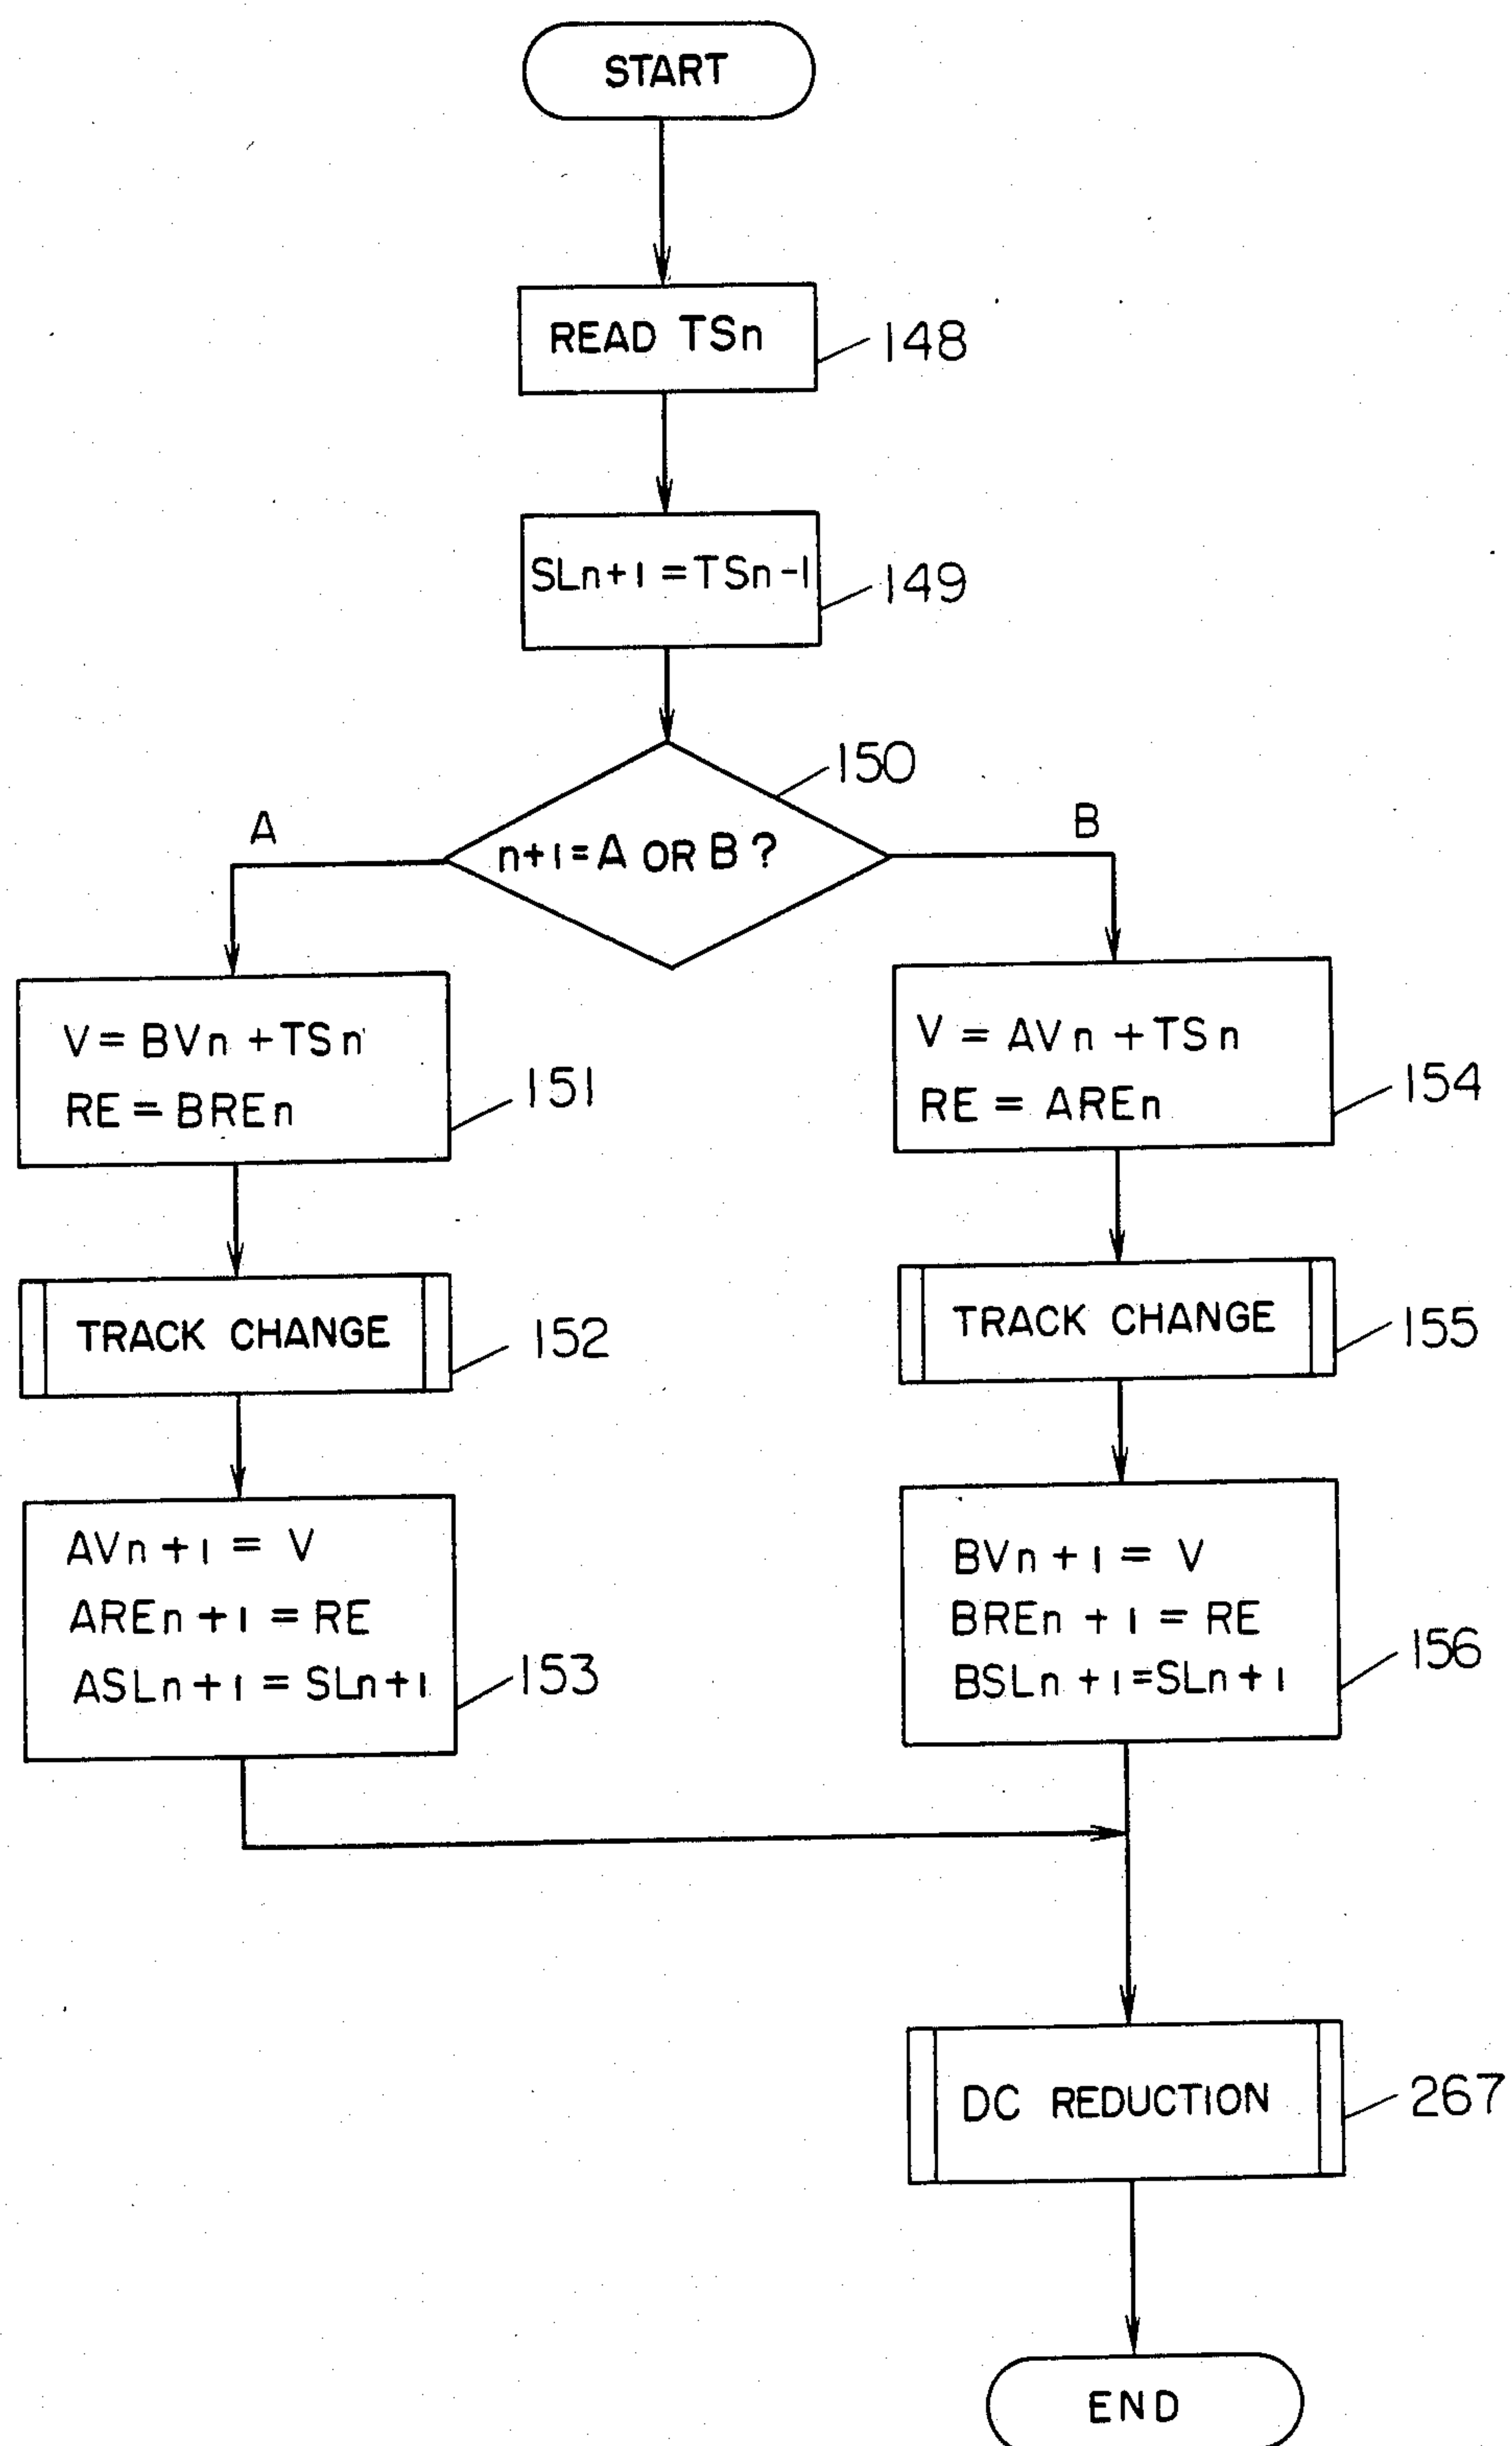 START
READ TSn
148
SLn+1 = TSn-1
149
150
n+1 = A OR B ?
A
B
V = BVn + TSn
RE = BREn
151
V = AVn + TSn
RE = AREn
154
TRACK CHANGE
152
TRACK CHANGE
155
AVn+1 = V
AREn+1 = RE
ASLn+1 = SLn+1
153
BVn+1 = V
BREn+1 = RE
BSLn+1 = SLn+1
156
DC REDUCTION
267
END